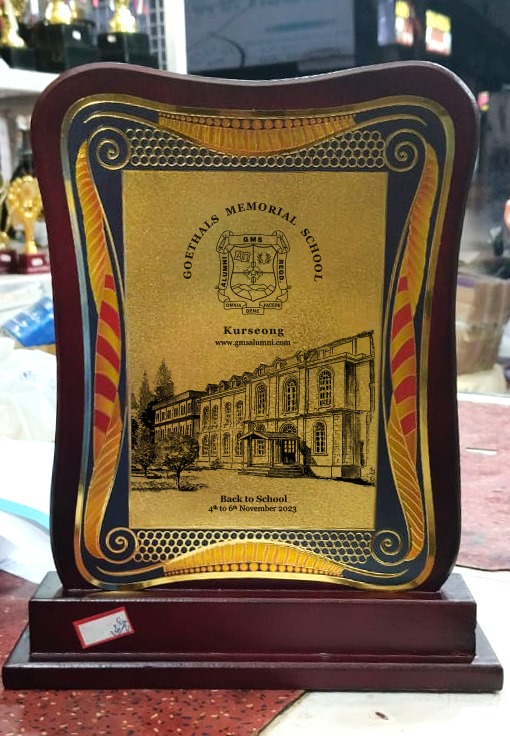 GOETHALS MEMORIAL SCHOOL
GMS
ALUMNI
REGD.
OMNIA
BENE
FACERE
Kurseong
www.gmsalumni.com
Back to School
4th to 6th November 2023